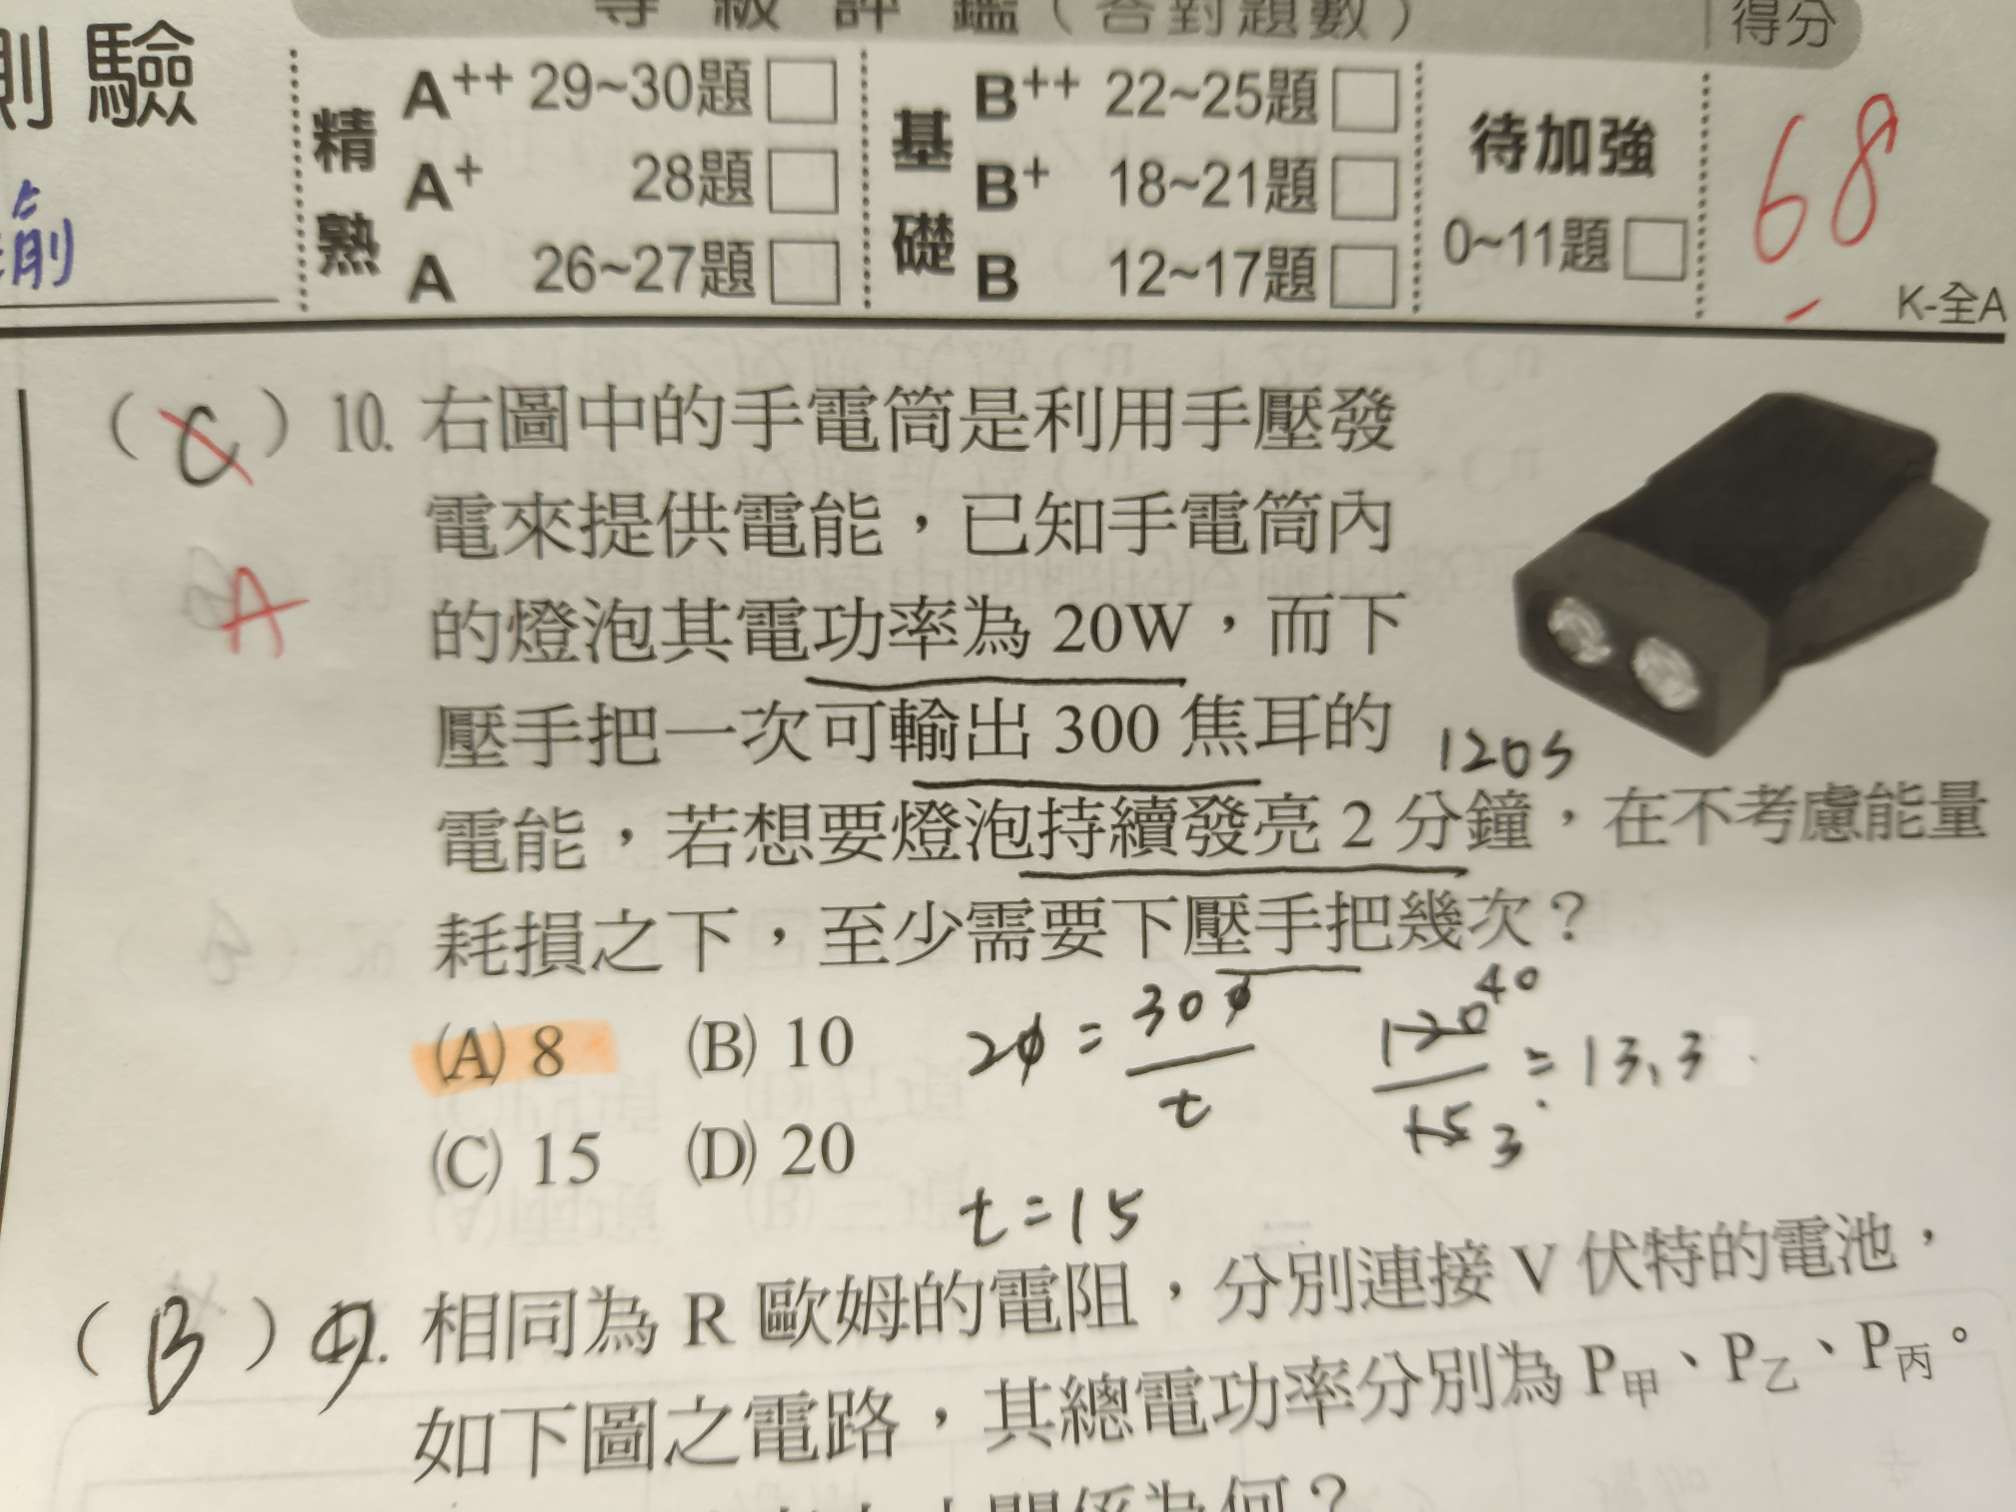 等級評鑑(答對題數)
得分
測驗
精熟
A++ 29~30題
A+ 28題
A 26~27題
基礎
B++ 22~25題
B+ 18~21題
B 12~17題
待加強
0~11題
68
K-全A
(C) 10. 右圖中的手電筒是利用手壓發
電來提供電能,已知手電筒內
A
的燈泡其電功率為 20W,而下
壓手把一次可輸出 300 焦耳的
120s
電能,若想要燈泡持續發亮 2 分鐘,在不考慮能量
耗損之下,至少需要下壓手把幾次?
(A) 8 (B) 10
(C) 15 (D) 20
20 = 300/t
120/15 40 3 = 13.3
t=15
(B) 相同為 R 歐姆的電阻,分別連接 V 伏特的電池,
如下圖之電路,其總電功率分別為 P甲、P乙、P丙。
關係為何?